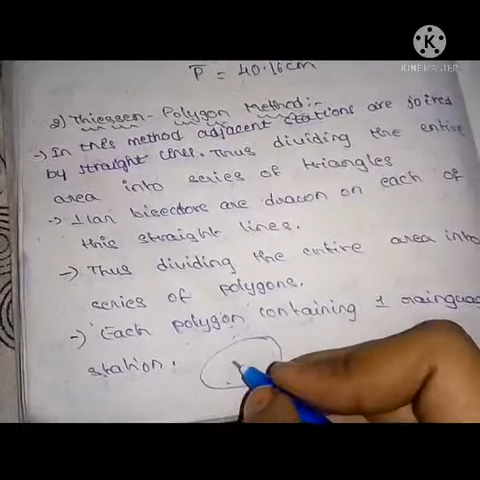 P̅ = 40.16cm
KINEMASTER
2) Thiessen - Polygon Method:-
-> In this method adjacent stations are joined
by straight lines. Thus dividing the entire
area into series of triangles
-> ⊥lar bisectors are drawn on each of
this straight lines.
-> Thus dividing the entire area into
series of polygons.
-> Each polygon containing 1 rainguag
station.